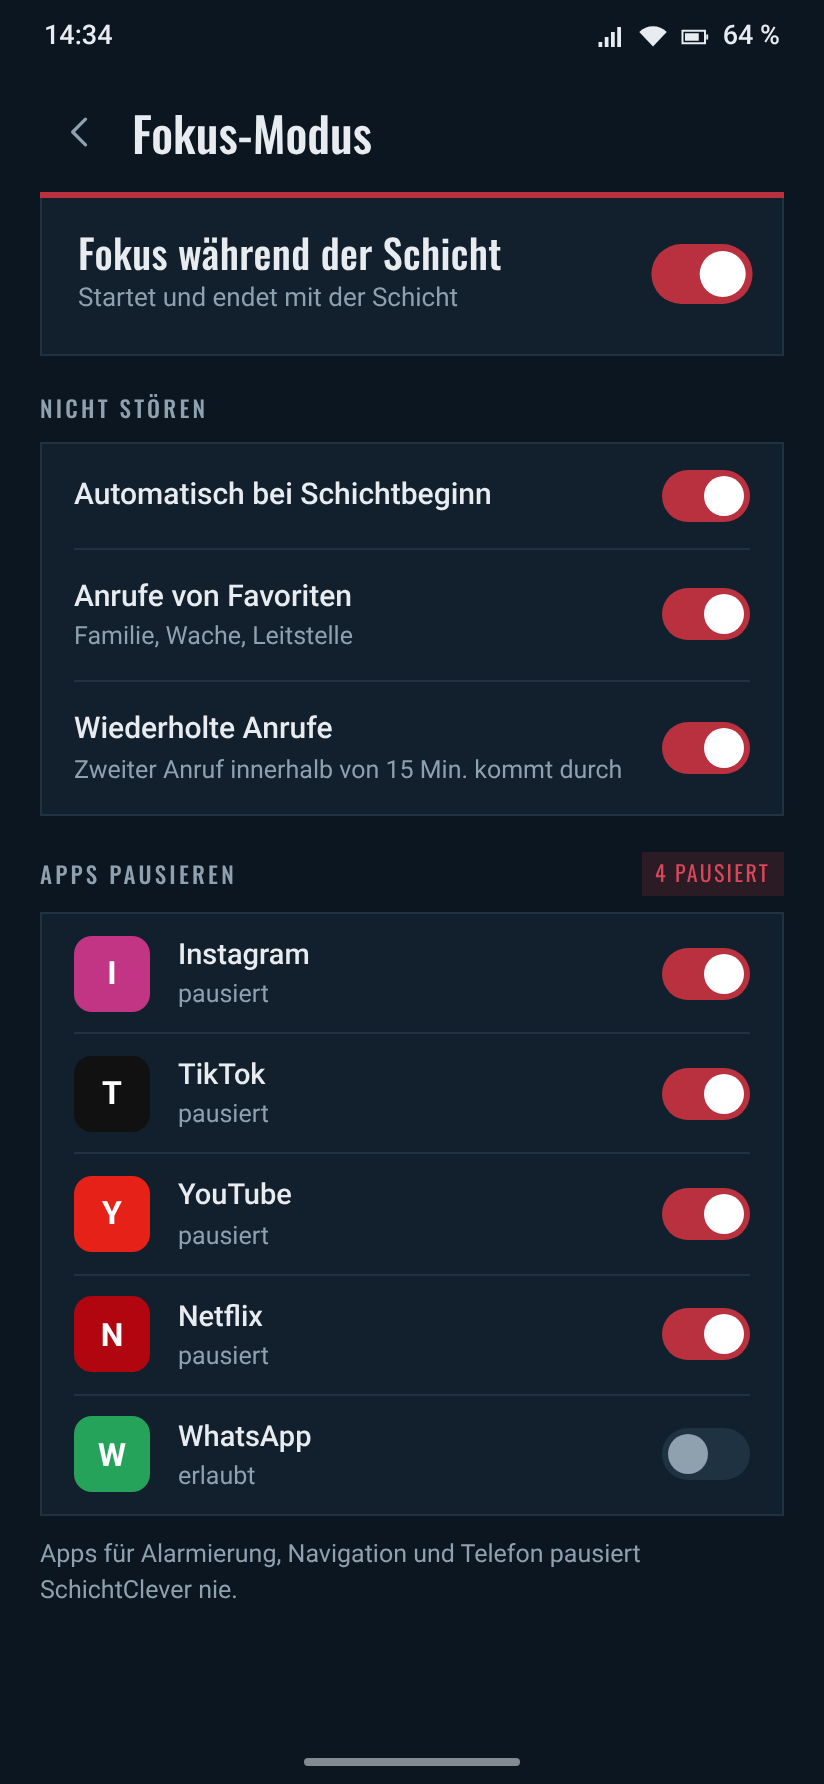 14:34
64 %
Fokus-Modus
Fokus während der Schicht
Startet und endet mit der Schicht
NICHT STÖREN
Automatisch bei Schichtbeginn
Anrufe von Favoriten
Familie, Wache, Leitstelle
Wiederholte Anrufe
Zweiter Anruf innerhalb von 15 Min. kommt durch
APPS PAUSIEREN
4 PAUSIERT
I
Instagram
pausiert
T
TikTok
pausiert
Y
YouTube
pausiert
N
Netflix
pausiert
W
WhatsApp
erlaubt
Apps für Alarmierung, Navigation und Telefon pausiert
SchichtClever nie.